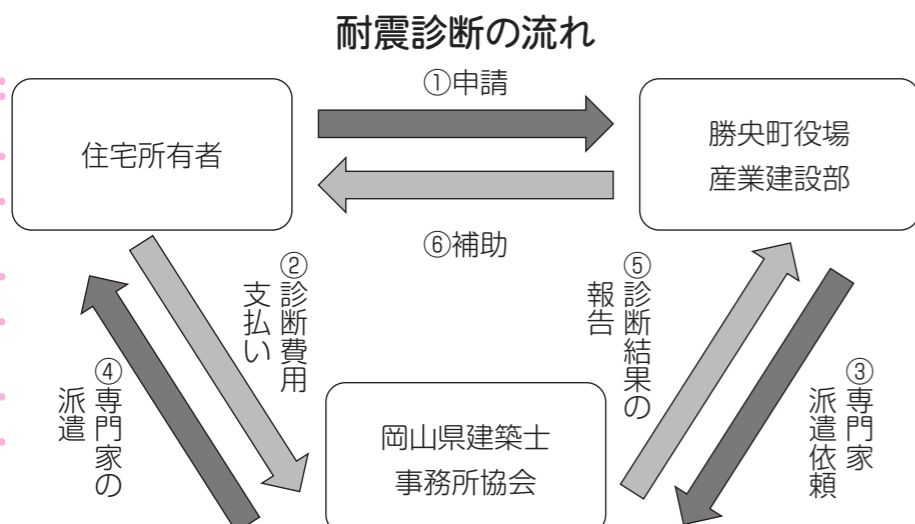 耐震診断の流れ
①申請
住宅所有者
勝央町役場
産業建設部
⑥補助
②診断費用
支払い
⑤診断結果の
報告
④専門家の
派遣
③専門家
派遣依頼
岡山県建築士
事務所協会